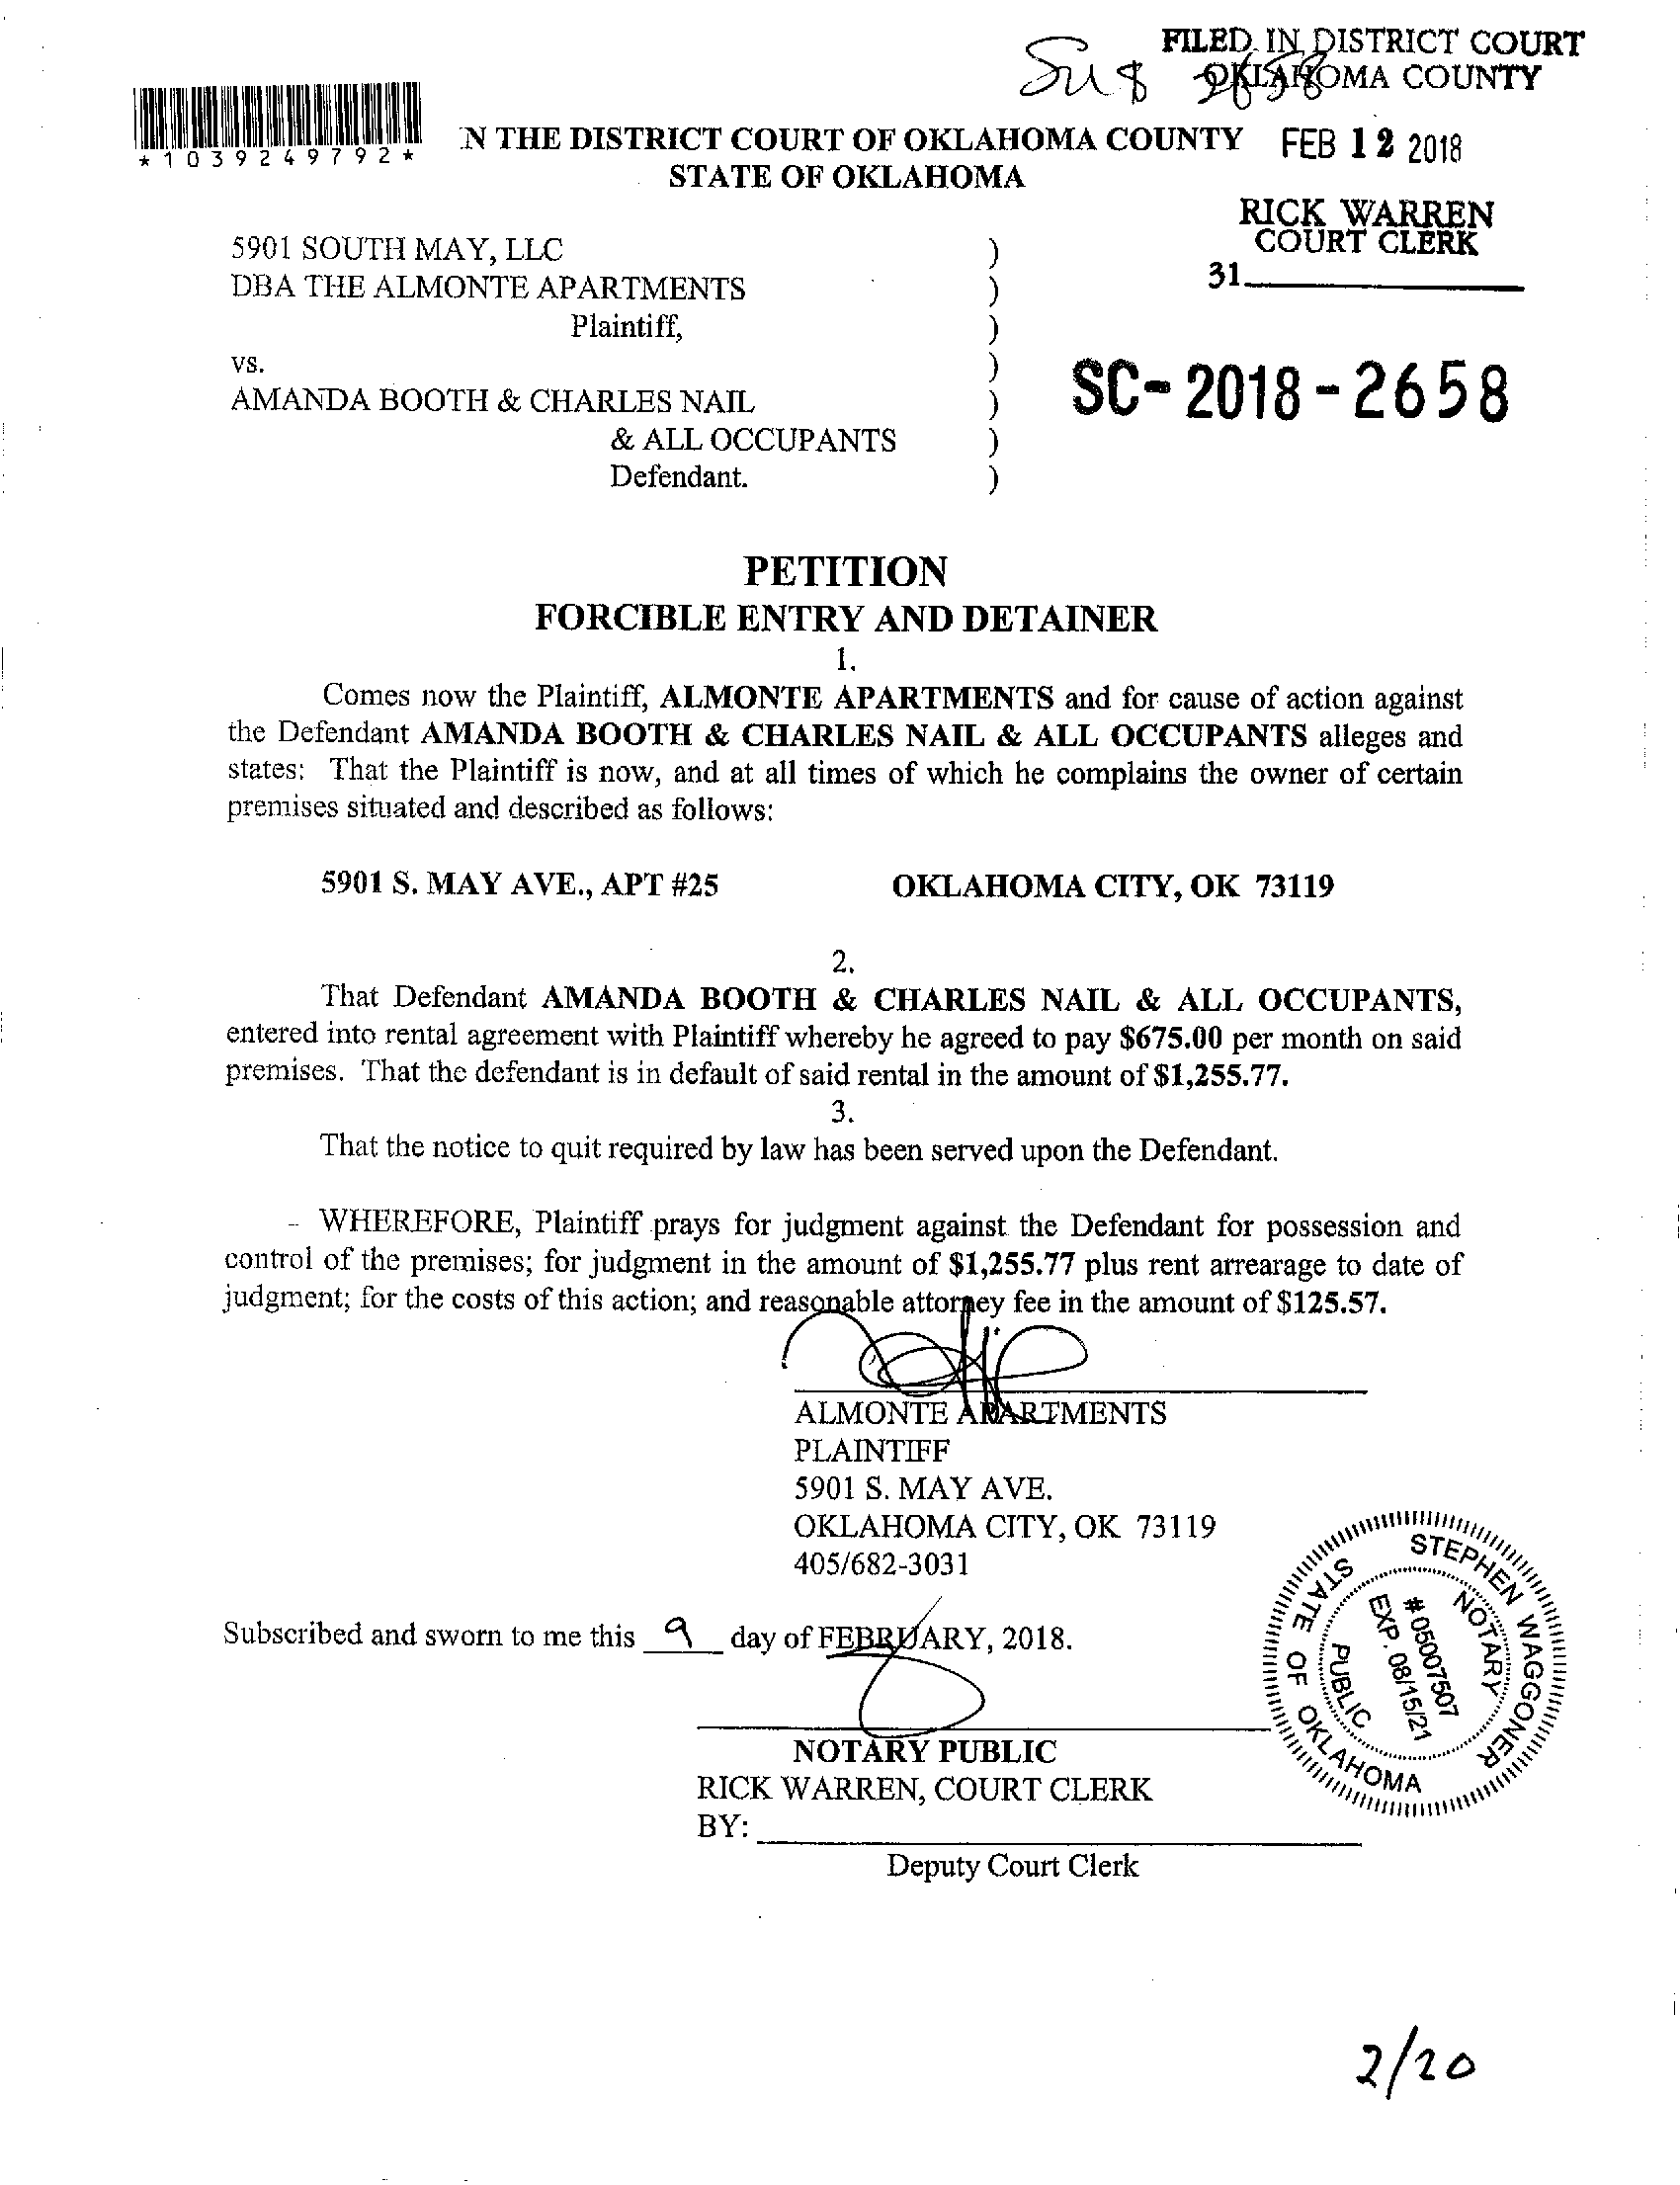 FILED IN DISTRICT COURT
OKLAHOMA COUNTY
*1039249792*
N THE DISTRICT COURT OF OKLAHOMA COUNTY
STATE OF OKLAHOMA
FEB 12 2018
RICK WARREN
COURT CLERK
31
5901 SOUTH MAY, LLC )
DBA THE ALMONTE APARTMENTS )
Plaintiff, )
vs. )
AMANDA BOOTH & CHARLES NAIL )
& ALL OCCUPANTS )
Defendant. )
SC-2018-2658
PETITION
FORCIBLE ENTRY AND DETAINER
1.
Comes now the Plaintiff, ALMONTE APARTMENTS and for cause of action against
the Defendant AMANDA BOOTH & CHARLES NAIL & ALL OCCUPANTS alleges and
states: That the Plaintiff is now, and at all times of which he complains the owner of certain
premises situated and described as follows:
5901 S. MAY AVE., APT #25 OKLAHOMA CITY, OK 73119
2.
That Defendant AMANDA BOOTH & CHARLES NAIL & ALL OCCUPANTS,
entered into rental agreement with Plaintiff whereby he agreed to pay $675.00 per month on said
premises. That the defendant is in default of said rental in the amount of $1,255.77.
3.
That the notice to quit required by law has been served upon the Defendant.
- WHEREFORE, Plaintiff prays for judgment against the Defendant for possession and
control of the premises; for judgment in the amount of $1,255.77 plus rent arrearage to date of
judgment; for the costs of this action; and reasonable attorney fee in the amount of $125.57.
ALMONTE APARTMENTS
PLAINTIFF
5901 S. MAY AVE.
OKLAHOMA CITY, OK 73119
405/682-3031
Subscribed and sworn to me this 9 day of FEBRUARY, 2018.
NOTARY PUBLIC
RICK WARREN, COURT CLERK
BY:
Deputy Court Clerk
STEPHEN WAGGONER
STATE OF OKLAHOMA
NOTARY
# 05007507
EXP. 08/15/21
PUBLIC
2/20